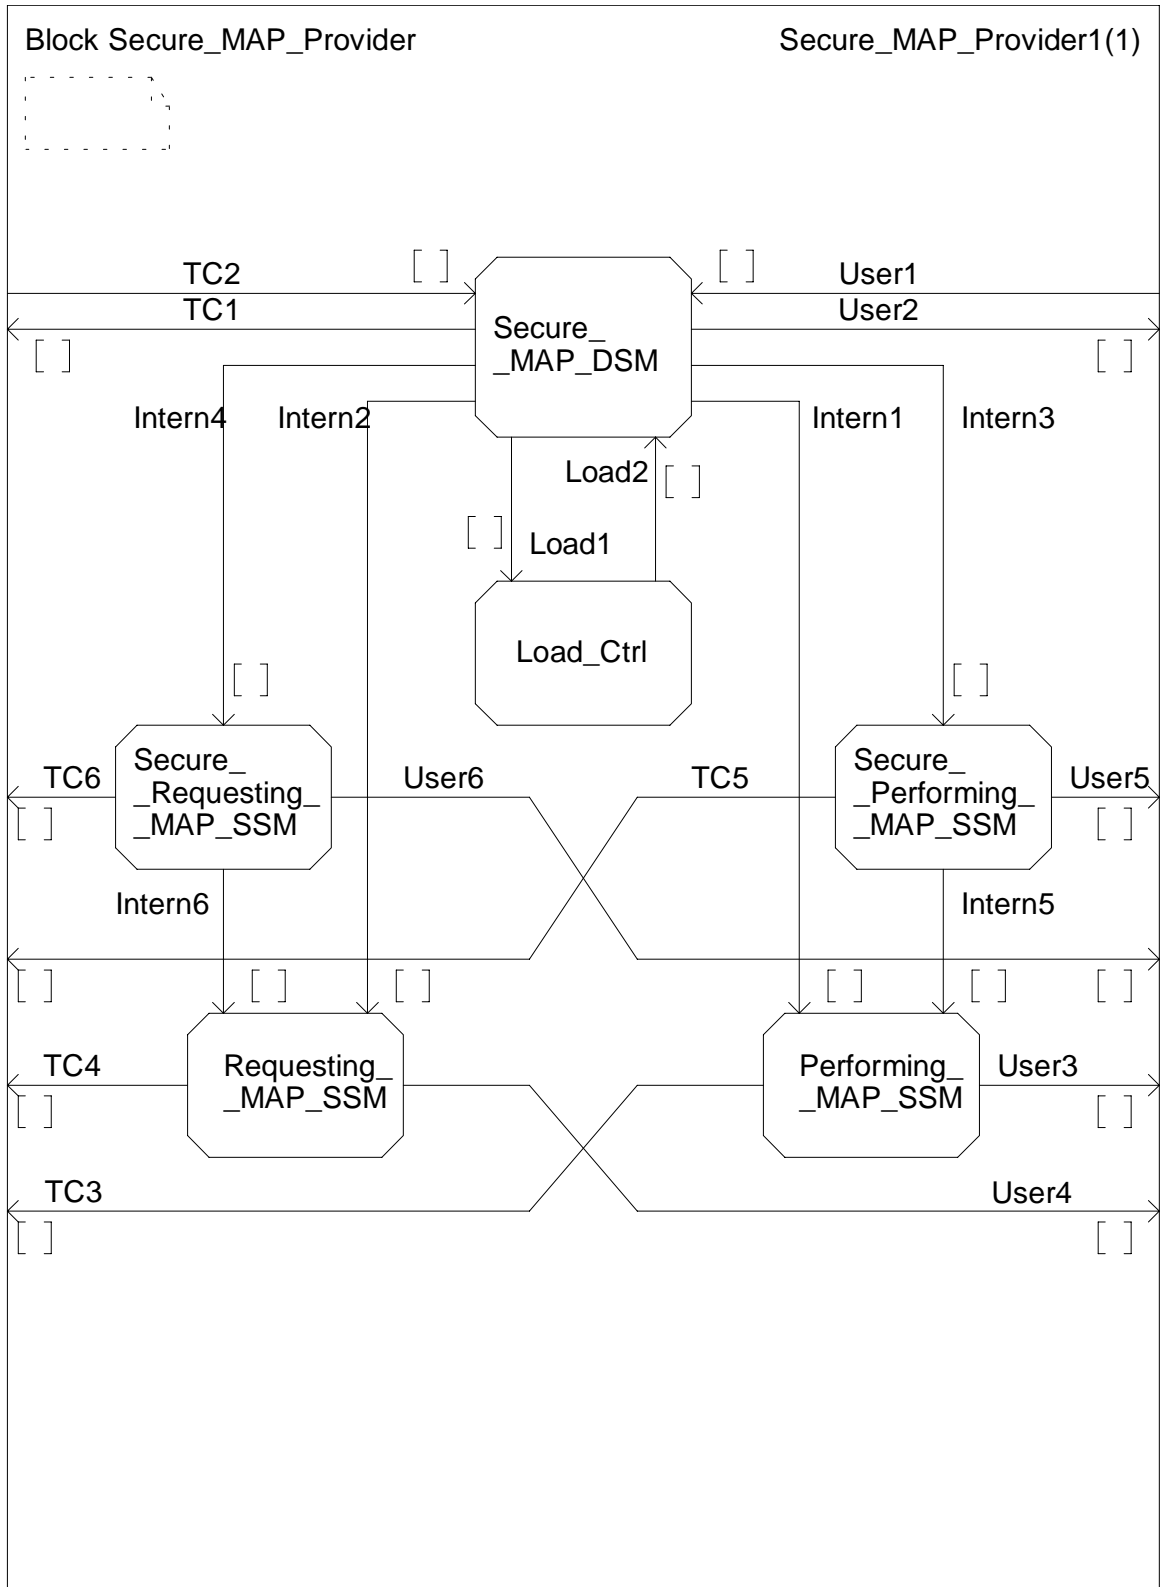 Block Secure_MAP_Provider
Secure_MAP_Provider1(1)
[ ]
[ ]
TC2
User1
TC1
User2
Secure_
_MAP_DSM
[ ]
[ ]
Intern4
Intern2
Intern1
Intern3
Load2
[ ]
[ ]
Load1
Load_Ctrl
[ ]
[ ]
Secure_
_Requesting_
_MAP_SSM
Secure_
_Performing_
_MAP_SSM
TC6
User6
TC5
User5
[ ]
[ ]
Intern6
Intern5
[ ]
[ ]
[ ]
[ ]
[ ]
[ ]
TC4
Requesting_
_MAP_SSM
Performing_
_MAP_SSM
User3
[ ]
[ ]
TC3
User4
[ ]
[ ]